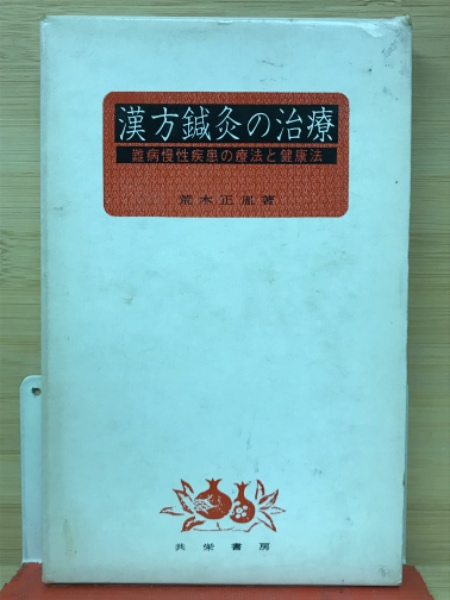 漢方鍼灸の治療
難病慢性疾患の療法と健康法
荒木正胤著
共栄書房